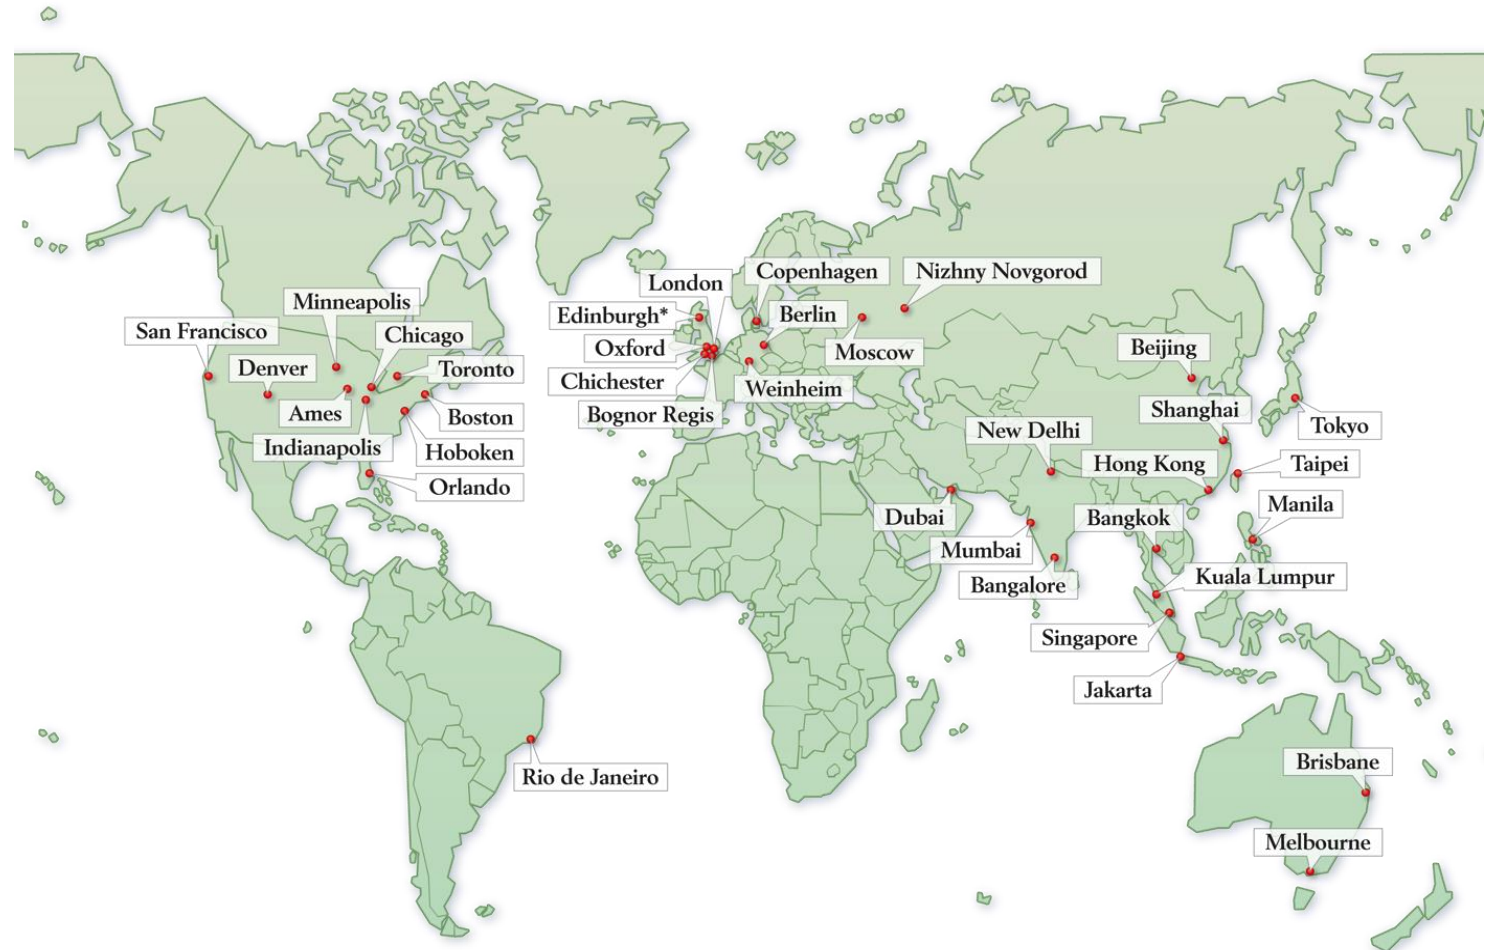 Copenhagen
Nizhny Novgorod
London
Minneapolis
Edinburgh*
Berlin
San Francisco
Chicago
Oxford
Moscow
Beijing
Denver
Toronto
Chichester
Weinheim
Ames
Boston
Bognor Regis
Shanghai
Tokyo
New Delhi
Indianapolis
Hoboken
Hong Kong
Taipei
Orlando
Dubai
Bangkok
Manila
Mumbai
Bangalore
Kuala Lumpur
Singapore
Jakarta
Rio de Janeiro
Brisbane
Melbourne